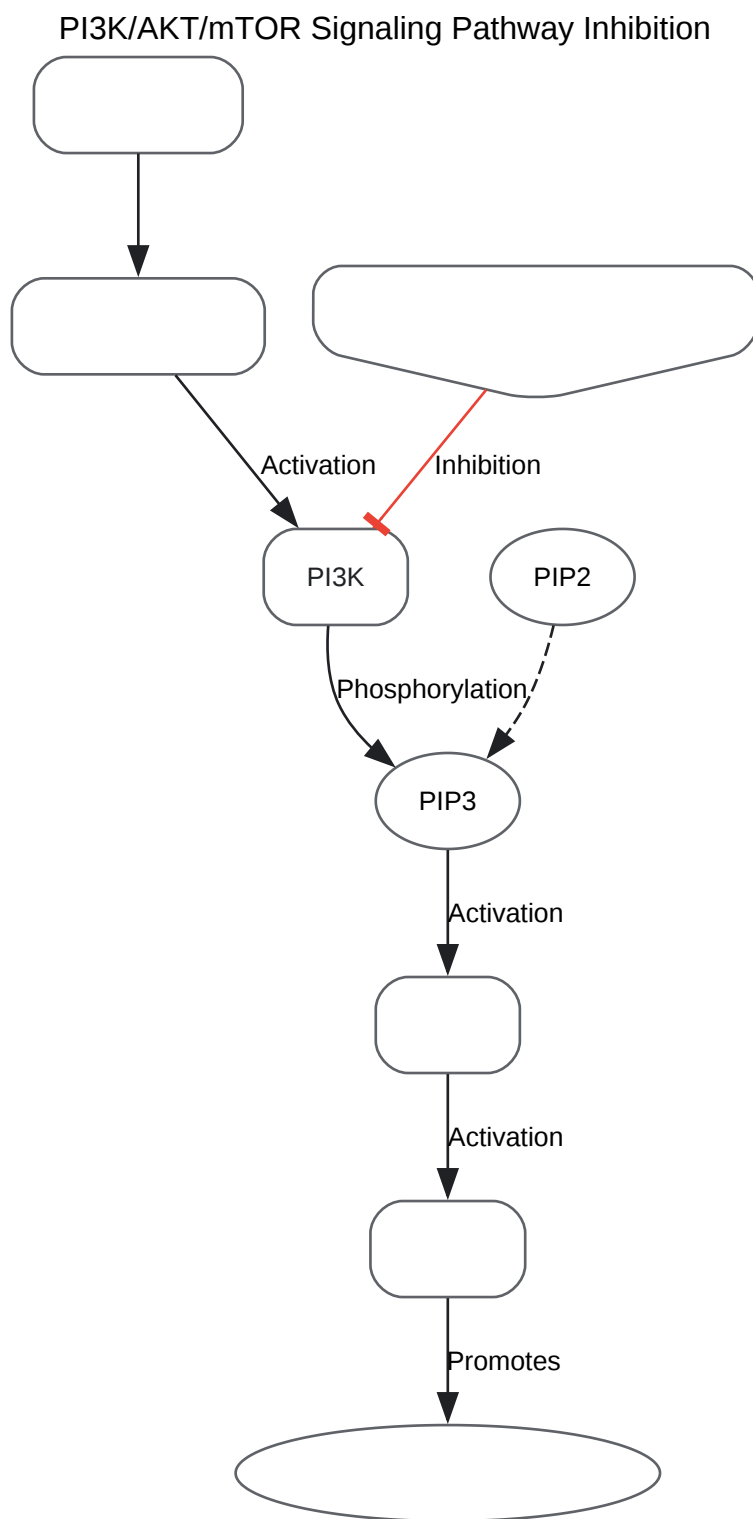 PI3K/AKT/mTOR Signaling Pathway Inhibition
Activation
Inhibition
PI3K
PIP2
Phosphorylation
PIP3
Activation
Activation
Promotes